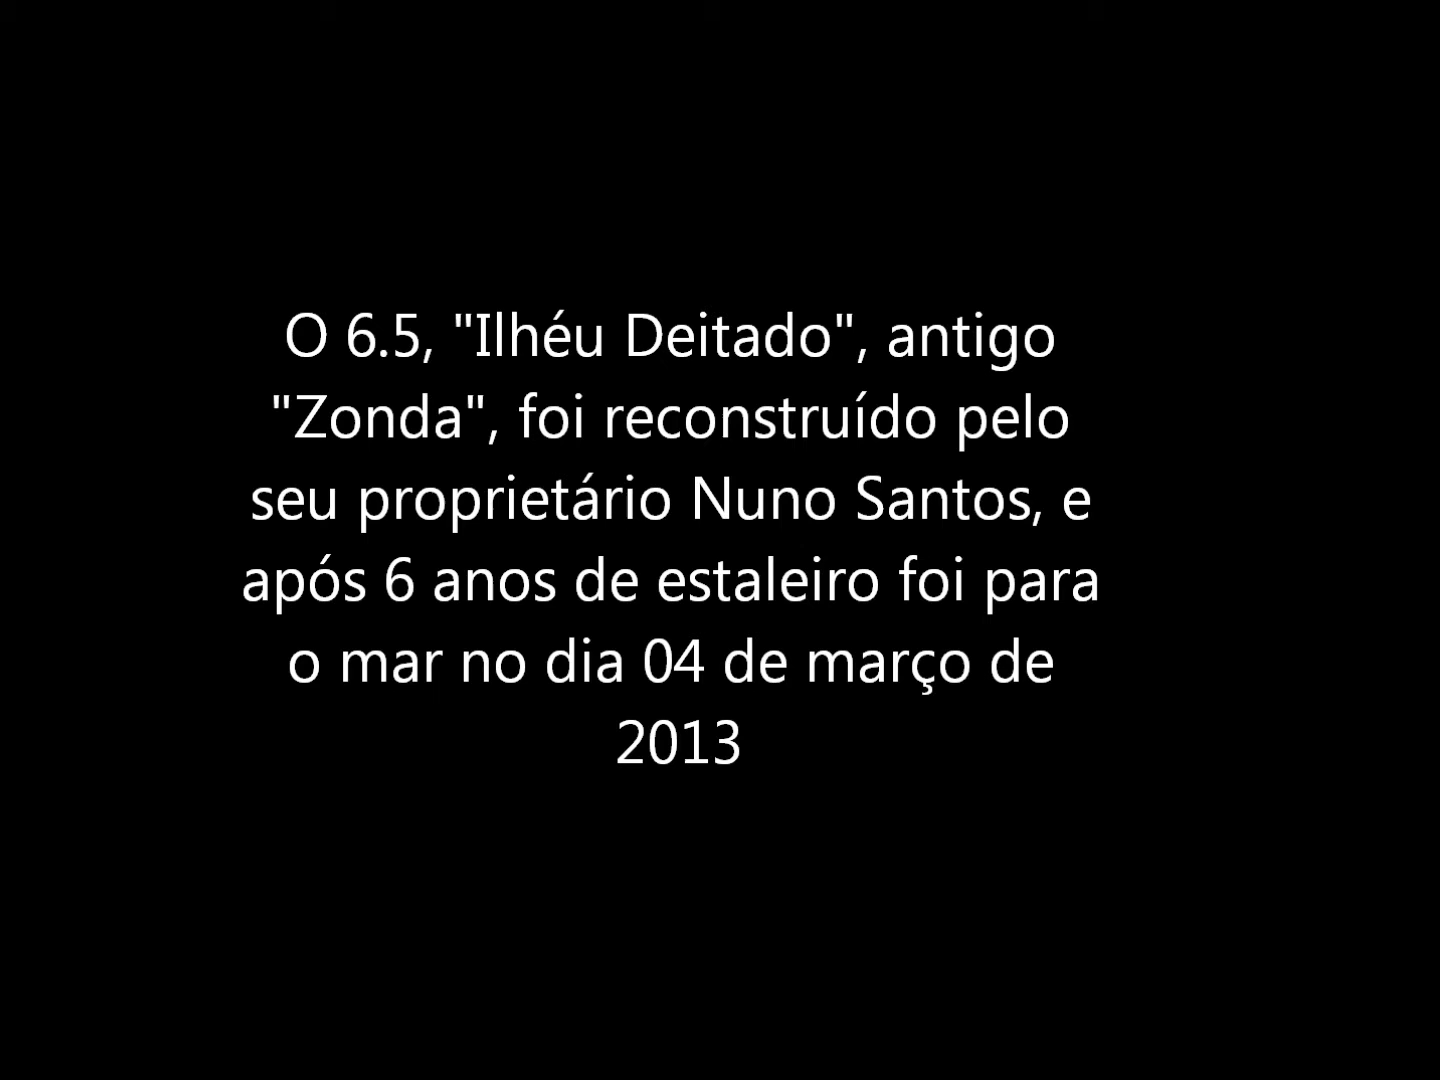 O 6.5, "Ilhéu Deitado", antigo
"Zonda", foi reconstruído pelo
seu proprietário Nuno Santos, e
após 6 anos de estaleiro foi para
o mar no dia 04 de março de
2013